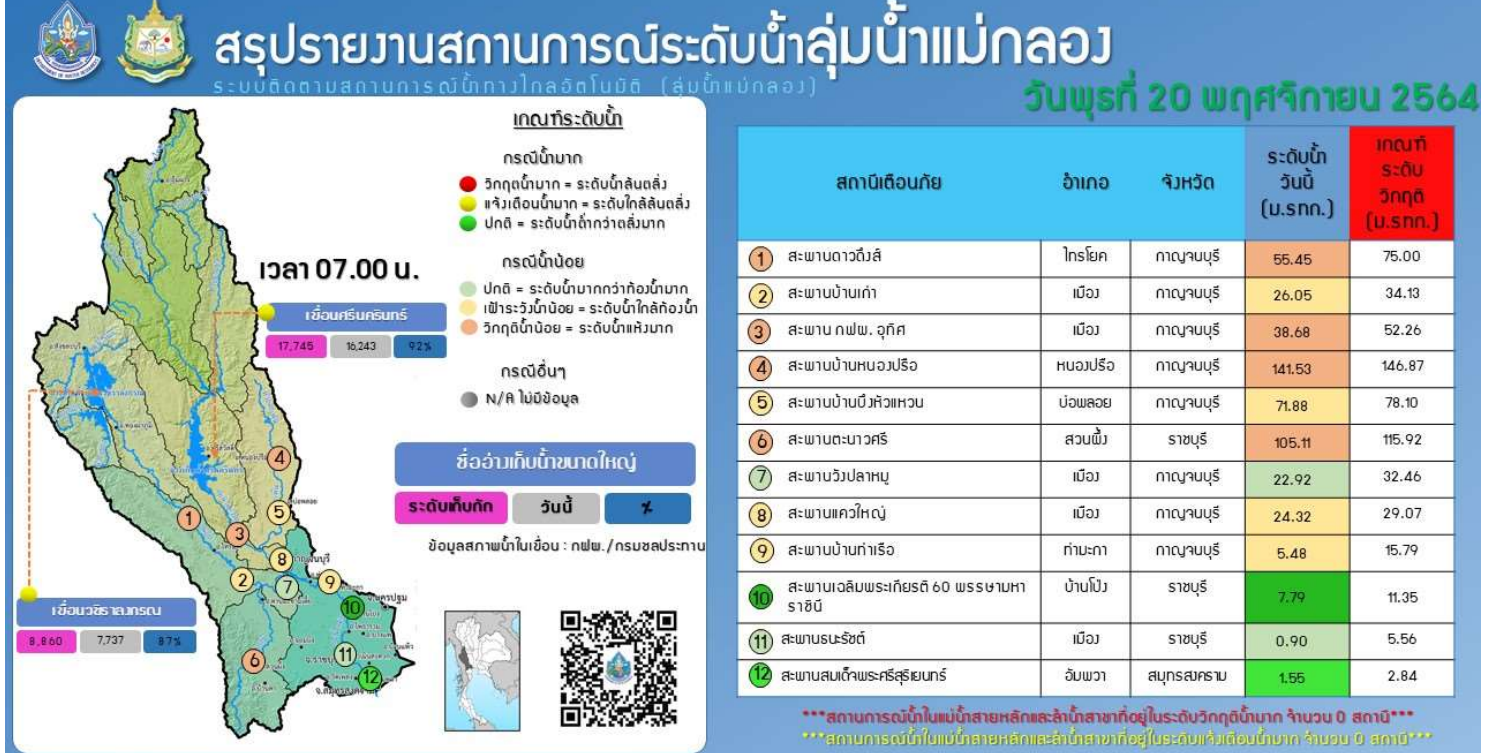 สรุปรายงานสถานการณ์ระดับน้ำลุ่มน้ำแม่กลอง
ระบบติดตามสถานการณ์น้ำทางไกลอัตโนมัติ (ลุ่มน้ำแม่กลอง)
วันพุธที่ 20 พฤศจิกายน 2564
เกณฑ์ระดับน้ำ
กรณีน้ำมาก
วิกฤตน้ำมาก = ระดับน้ำล้นตลิ่ง
แจ้งเตือนน้ำมาก = ระดับใกล้ล้นตลิ่ง
ปกติ = ระดับน้ำต่ำกว่าตลิ่งมาก
กรณีน้ำน้อย
ปกติ = ระดับน้ำมากกว่าท้องน้ำมาก
เฝ้าระวังน้ำน้อย = ระดับน้ำใกล้ท้องน้ำ
วิกฤติน้ำน้อย = ระดับน้ำแห้งมาก
กรณีอื่นๆ
N/A ไม่มีข้อมูล
เวลา 07.00 น.
เขื่อนศรีนครินทร์
17,745 16,243 92%
ชื่ออ่างเก็บน้ำขนาดใหญ่
ระดับเก็บกัก วันนี้ %
ข้อมูลสภาพน้ำในเขื่อน : กฟผ./กรมชลประทาน
เขื่อนวชิราลงกรณ
8,860 7,737 87%
4
5
1
3
8
2
7
9
10
11
6
12
สถานีเตือนภัย อำเภอ จังหวัด ระดับน้ำวันนี้ (ม.รทก.) เกณฑ์ระดับวิกฤติ (ม.รทก.)
1 สะพานดาวดึงส์ ไทรโยค กาญจนบุรี 55.45 75.00
2 สะพานบ้านเก่า เมือง กาญจนบุรี 26.05 34.13
3 สะพาน กฟผ. อุทิศ เมือง กาญจนบุรี 38.68 52.26
4 สะพานบ้านหนองปรือ หนองปรือ กาญจนบุรี 141.53 146.87
5 สะพานบ้านบึงหัวแหวน บ่อพลอย กาญจนบุรี 71.88 78.10
6 สะพานตะนาวศรี สวนผึ้ง ราชบุรี 105.11 115.92
7 สะพานวังปลาหมู เมือง กาญจนบุรี 22.92 32.46
8 สะพานแควใหญ่ เมือง กาญจนบุรี 24.32 29.07
9 สะพานบ้านท่าเรือ ท่ามะกา กาญจนบุรี 5.48 15.79
10 สะพานเฉลิมพระเกียรติ 60 พรรษามหา
ราชินี บ้านโป่ง ราชบุรี 7.79 11.35
11 สะพานธนะรัชต์ เมือง ราชบุรี 0.90 5.56
12 สะพานสมเด็จพระศรีสุริเยนทร์ อัมพวา สมุทรสงคราม 1.55 2.84
***สถานการณ์น้ำในแม่น้ำสายหลักและลำน้ำสาขาที่อยู่ในระดับวิกฤติน้ำมาก จำนวน 0 สถานี***
***สถานการณ์น้ำในแม่น้ำสายหลักและลำน้ำสาขาที่อยู่ในระดับแจ้งเตือนน้ำมาก จำนวน 0 สถานี***